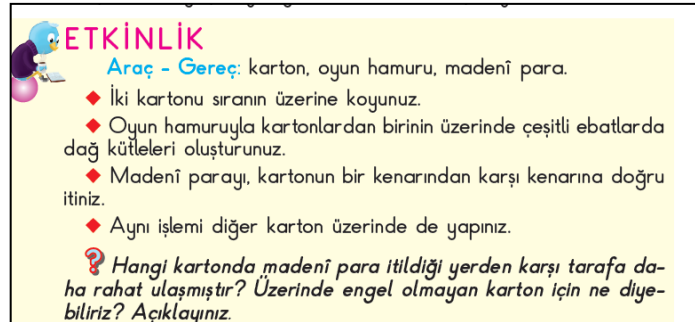 ETKİNLİK
Araç - Gereç: karton, oyun hamuru, madenî para.
◆ İki kartonu sıranın üzerine koyunuz.
◆ Oyun hamuruyla kartonlardan birinin üzerinde çeşitli ebatlarda
dağ kütleleri oluşturunuz.
◆ Madenî parayı, kartonun bir kenarından karşı kenarına doğru
itiniz.
◆ Aynı işlemi diğer karton üzerinde de yapınız.
? Hangi kartonda madenî para itildiği yerden karşı tarafa da-
ha rahat ulaşmıştır? Üzerinde engel olmayan karton için ne diye-
biliriz? Açıklayınız.